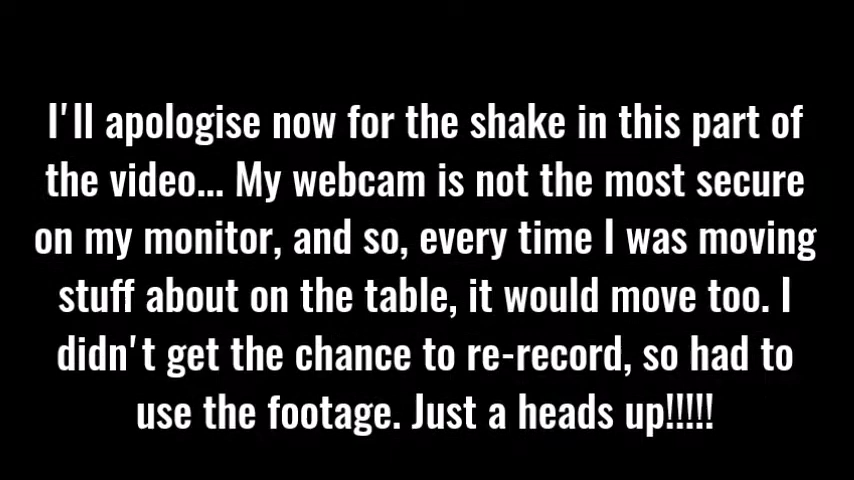 I'll apologise now for the shake in this part of
the video... My webcam is not the most secure
on my monitor, and so, every time I was moving
stuff about on the table, it would move too. I
didn't get the chance to re-record, so had to
use the footage. Just a heads up!!!!!